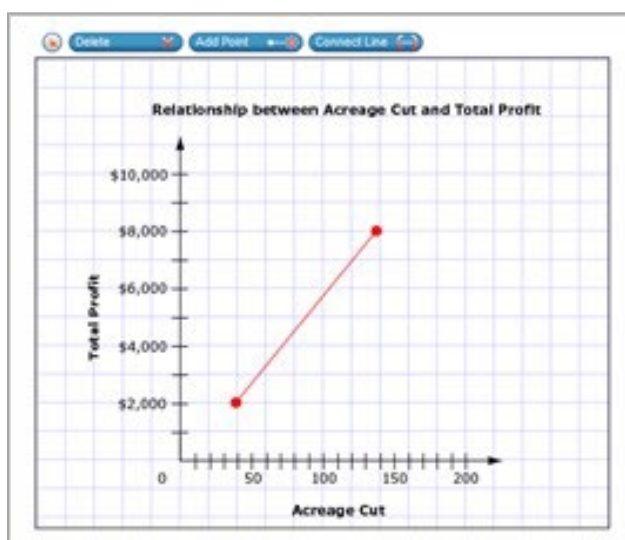 Delete Add Point Connect Line
Relationship between Acreage Cut and Total Profit
$10,000
$8,000
$6,000
$4,000
$2,000
Total Profit
0 50 100 150 200
Acreage Cut